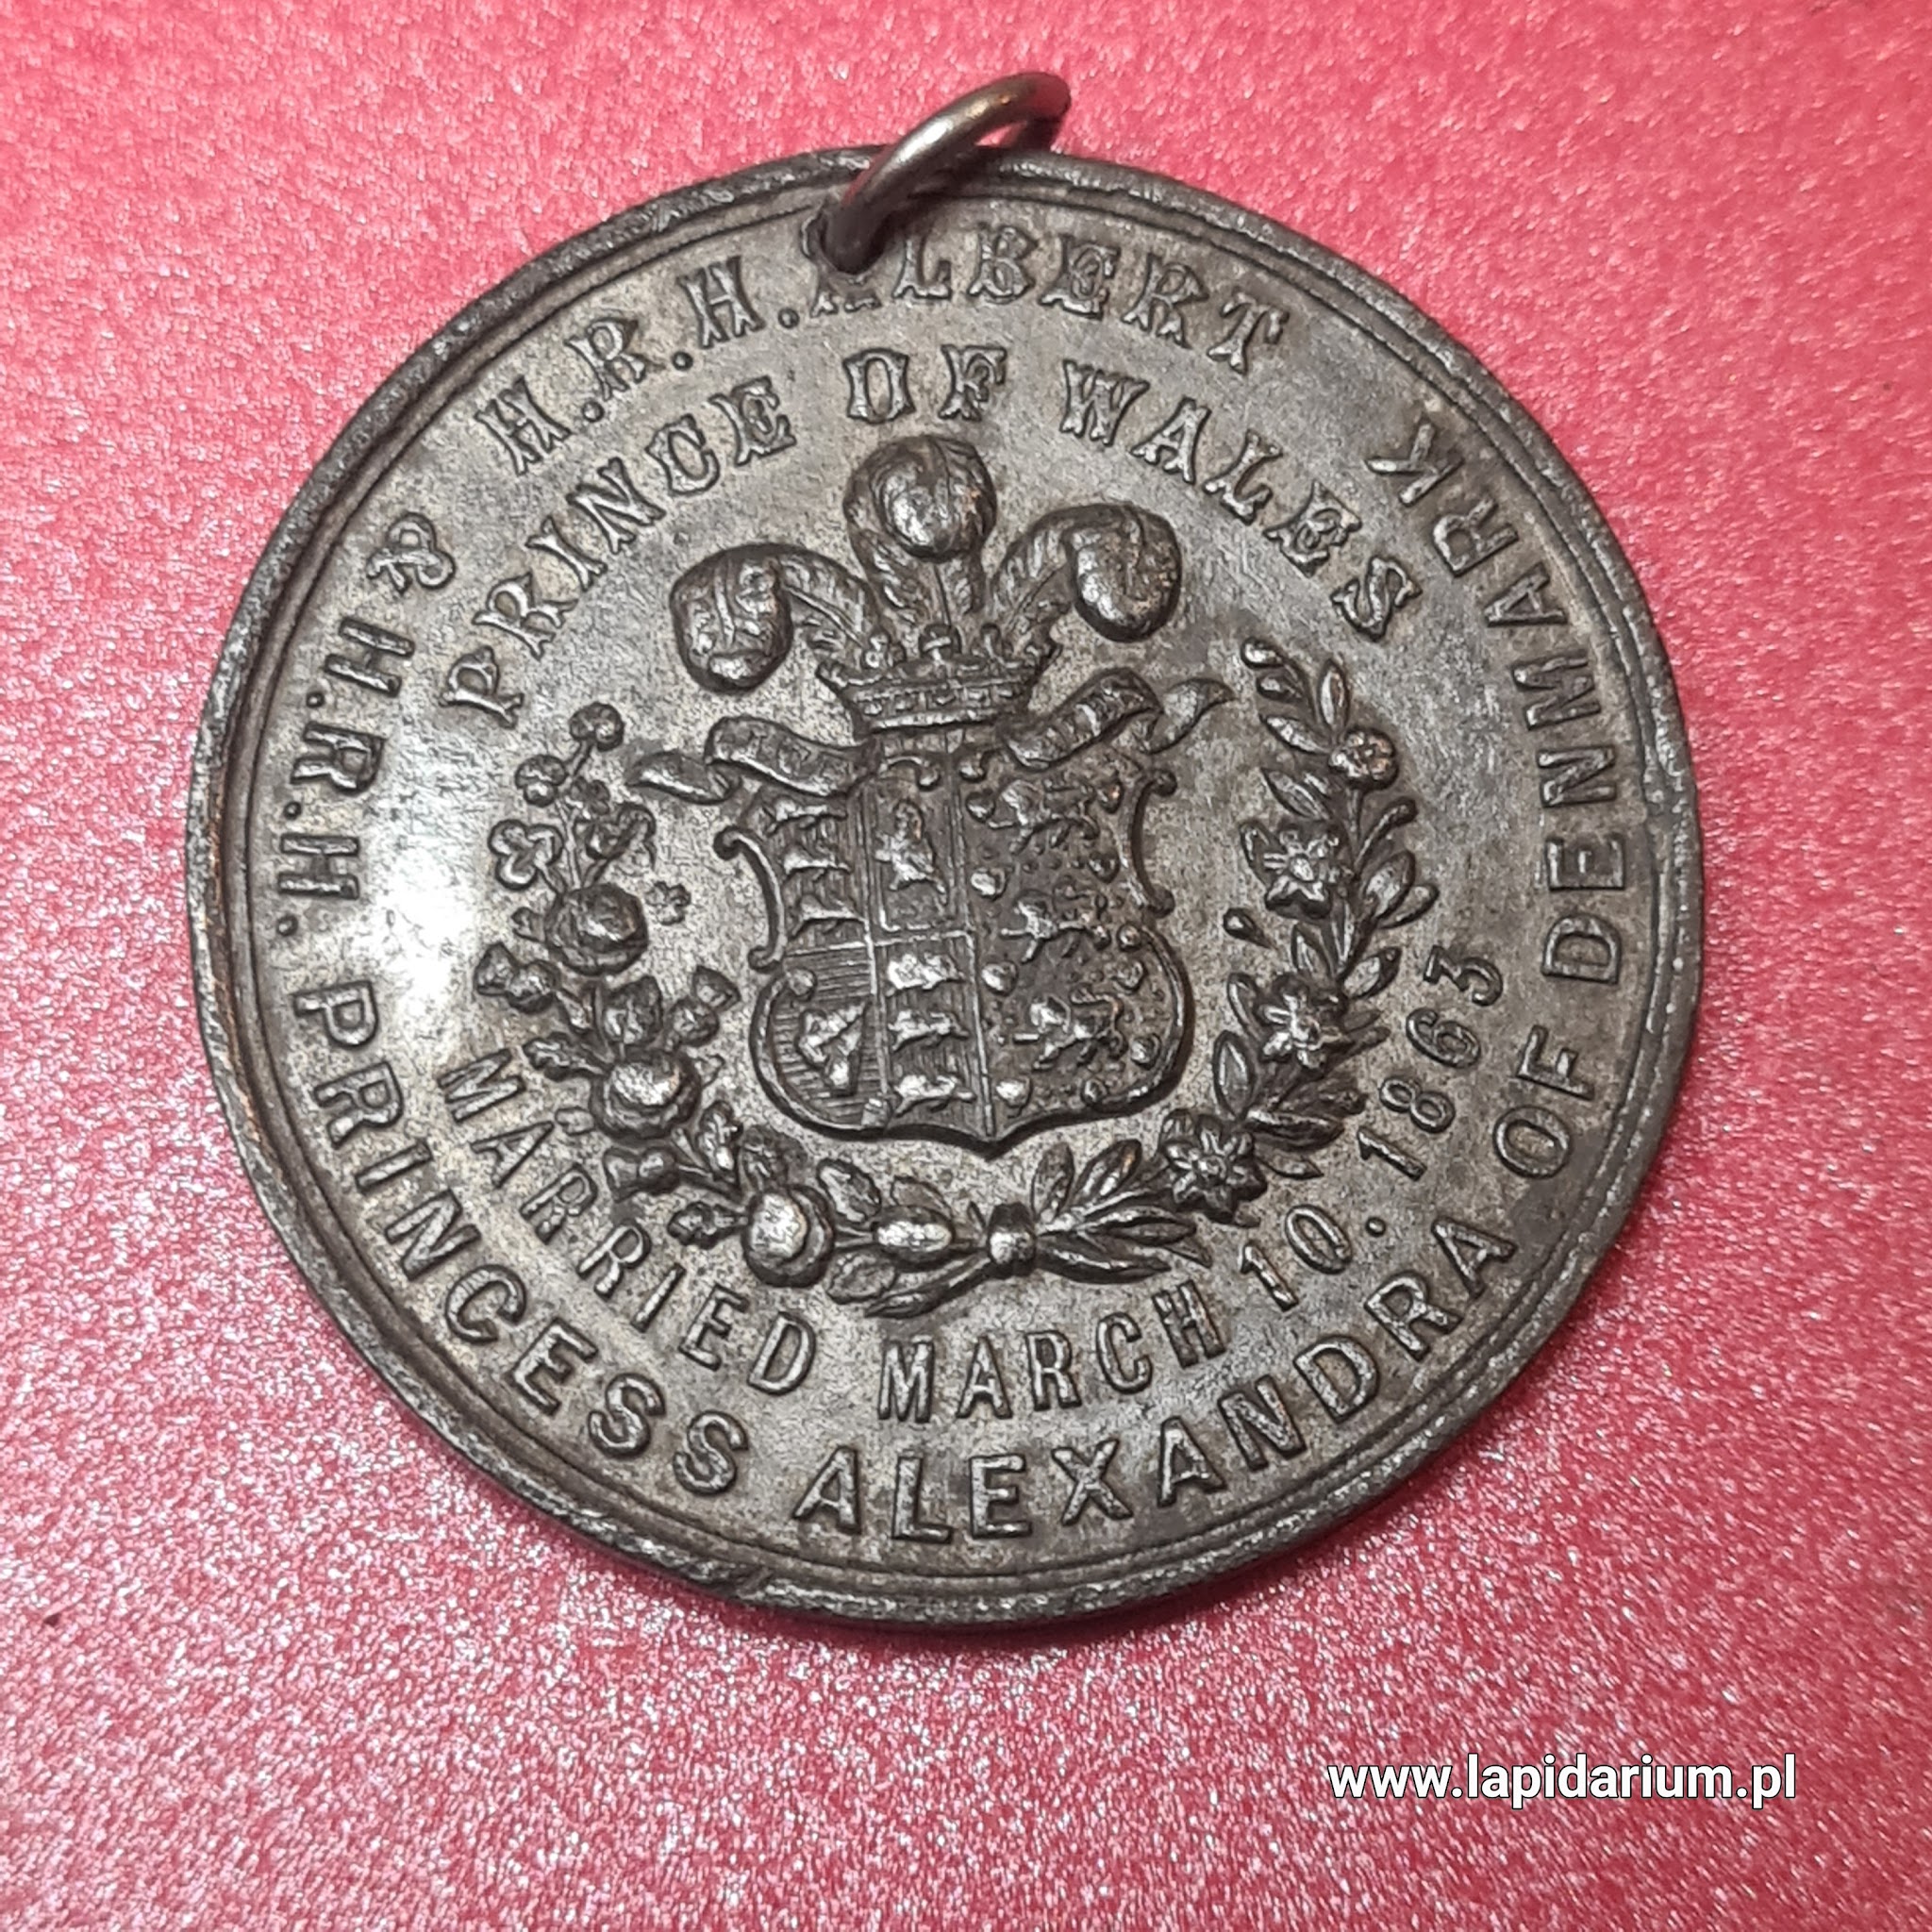 H.R.H. ALBERT
PRINCE OF WALES
& H.R.H. PRINCESS ALEXANDRA OF DENMARK
MARRIED MARCH 10. 1863
www.lapidarium.pl